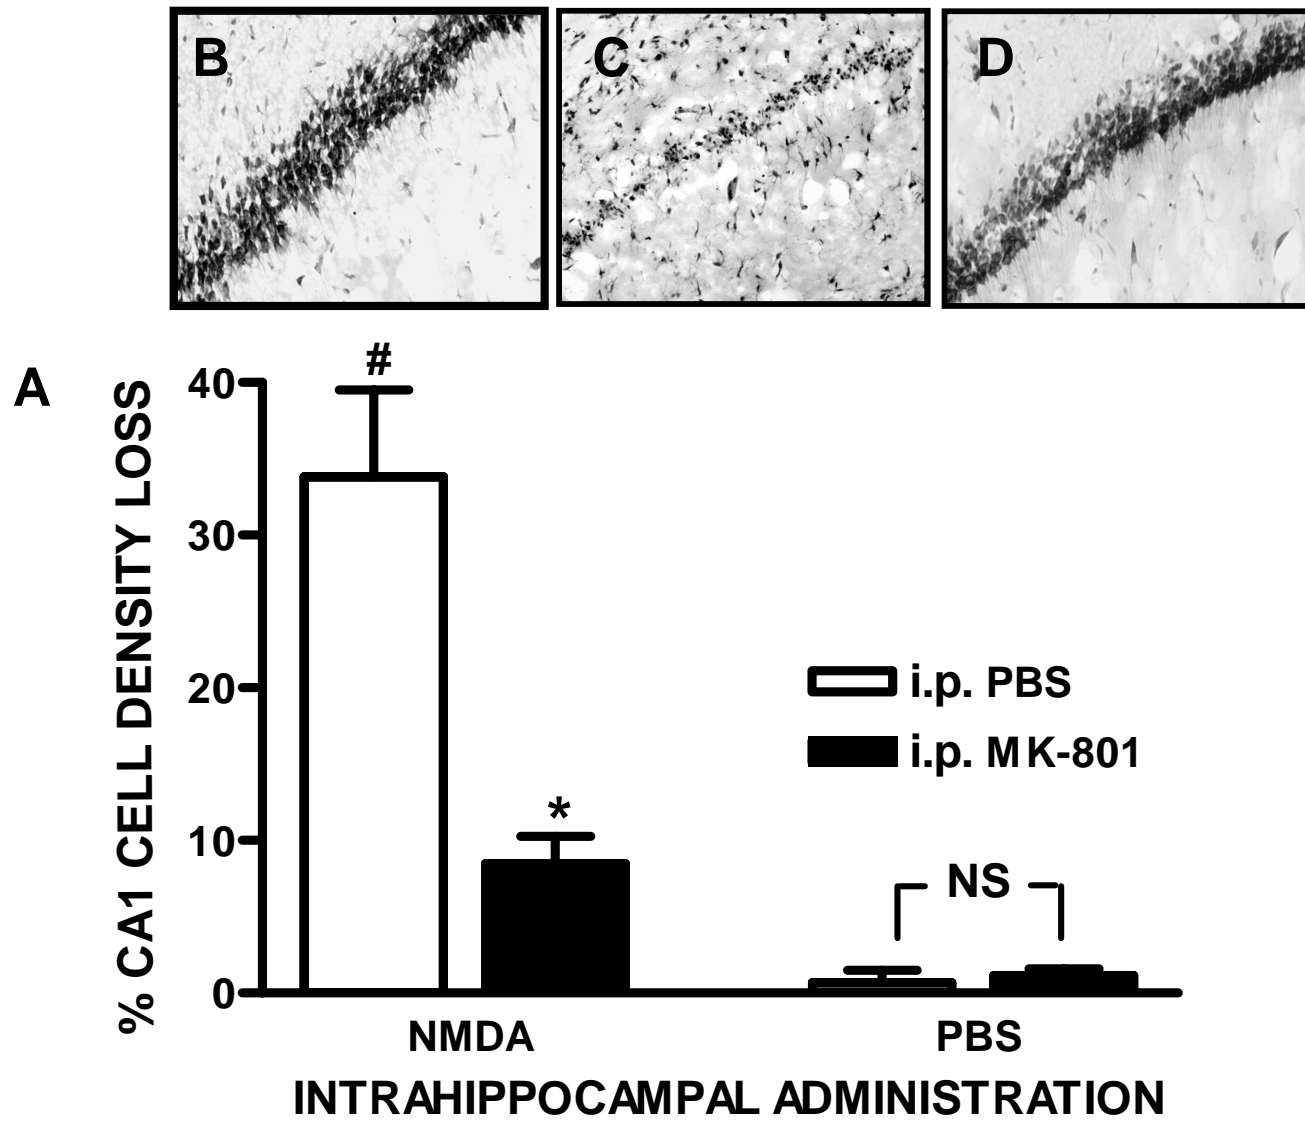 B
C
D
A
#
% CA1 CELL DENSITY LOSS
40
30
20
10
0
*
i.p. PBS
i.p. MK-801
NS
NMDA
PBS
INTRAHIPPOCAMPAL ADMINISTRATION